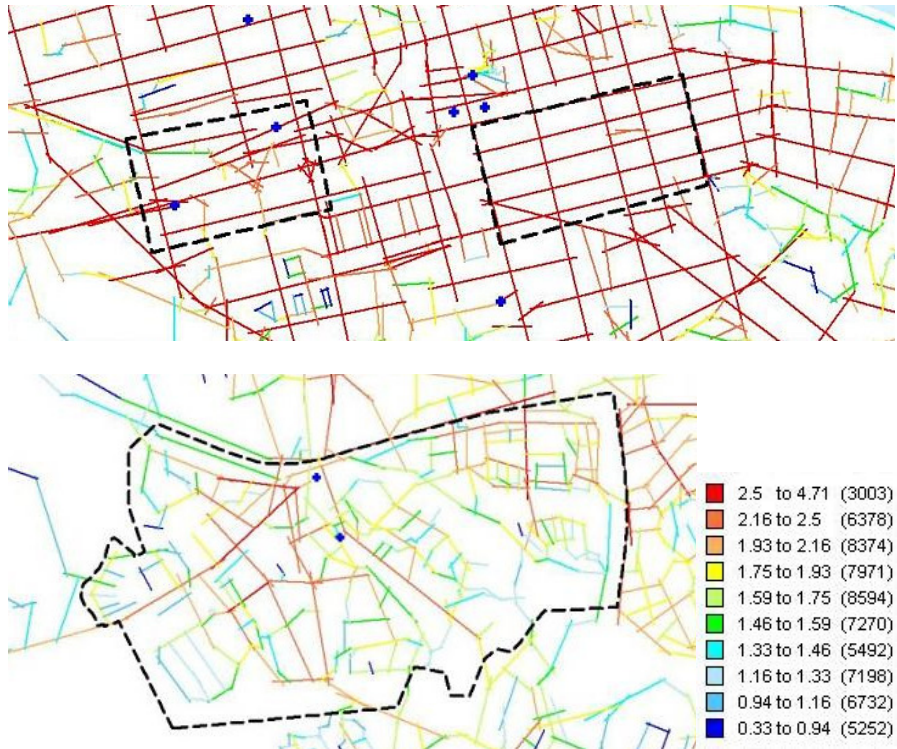 2.5 to 4.71 (3003)
2.16 to 2.5 (6378)
1.93 to 2.16 (8374)
1.75 to 1.93 (7971)
1.59 to 1.75 (8594)
1.46 to 1.59 (7270)
1.33 to 1.46 (5492)
1.16 to 1.33 (7198)
0.94 to 1.16 (6732)
0.33 to 0.94 (5252)